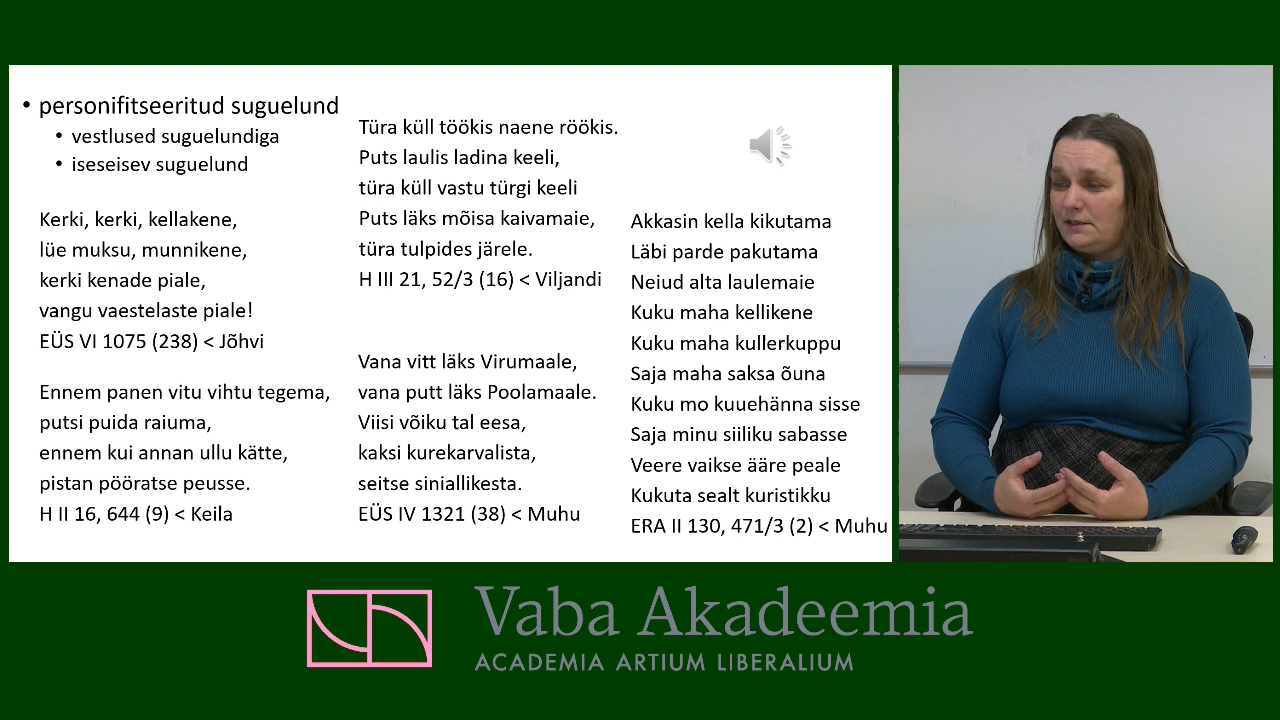 • personifitseeritud suguelund
• vestlused suguelundiga
• iseseisev suguelund
Kerki, kerki, kellakene,
lüe muksu, munnikene,
kerki kenade piale,
vangu vaestelaste piale!
EÜS VI 1075 (238) < Jõhvi
Ennem panen vitu vihtu tegema,
putsi puida raiuma,
ennem kui annan ullu kätte,
pistan pööratse peusse.
H II 16, 644 (9) < Keila
Türa küll töökis naene röökis.
Puts laulis ladina keeli,
türa küll vastu türgi keeli
Puts läks mõisa kaivamaie,
türa tulpides järele.
H III 21, 52/3 (16) < Viljandi
Vana vitt läks Virumaale,
vana putt läks Poolamaale.
Viisi võiku tal eesa,
kaksi kurekarvalista,
seitse siniallikesta.
EÜS IV 1321 (38) < Muhu
Akkasin kella kikutama
Läbi parde pakutama
Neiud alta laulemaie
Kuku maha kellikene
Kuku maha kullerkuppu
Saja maha saksa õuna
Kuku mo kuuehänna sisse
Saja minu siiliku sabasse
Veere vaikse ääre peale
Kukuta sealt kuristikku
ERA II 130, 471/3 (2) < Muhu
Vaba Akadeemia
ACADEMIA ARTIUM LIBERALIUM